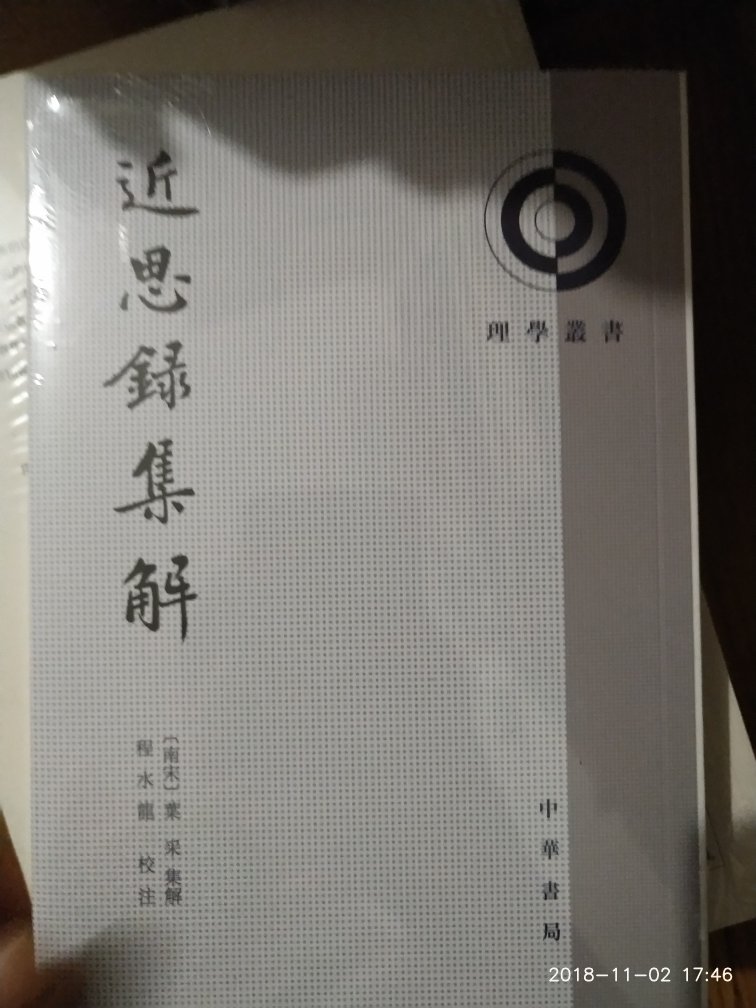 近思録集解
理學叢書
〔南宋〕葉采 集解
程水龍 校注
中華書局
2018-11-02 17:46